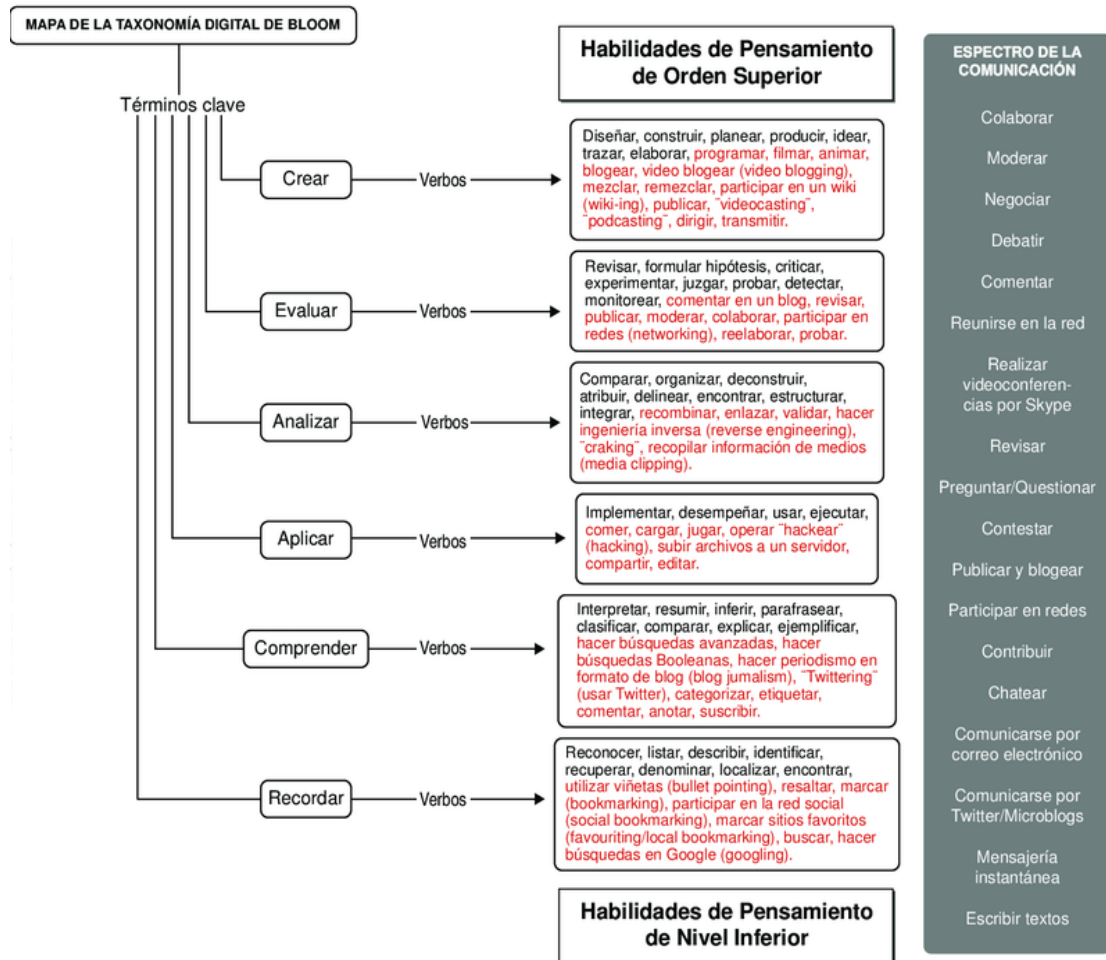 MAPA DE LA TAXONOMÍA DIGITAL DE BLOOM
Términos clave
Habilidades de Pensamiento
de Orden Superior
Crear
Verbos
Diseñar, construir, planear, producir, idear,
trazar, elaborar, programar, filmar, animar,
blogear, video blogear (video blogging),
mezclar, remezclar, participar en un wiki
(wiki-ing), publicar, ¨videocasting¨,
¨podcasting¨, dirigir, transmitir.
Evaluar
Verbos
Revisar, formular hipótesis, criticar,
experimentar, juzgar, probar, detectar,
monitorear, comentar en un blog, revisar,
publicar, moderar, colaborar, participar en
redes (networking), reelaborar, probar.
Analizar
Verbos
Comparar, organizar, deconstruir,
atribuir, delinear, encontrar, estructurar,
integrar, recombinar, enlazar, validar, hacer
ingeniería inversa (reverse engineering),
¨craking¨, recopilar información de medios
(media clipping).
Aplicar
Verbos
Implementar, desempeñar, usar, ejecutar,
comer, cargar, jugar, operar ¨hackear¨
(hacking), subir archivos a un servidor,
compartir, editar.
Comprender
Verbos
Interpretar, resumir, inferir, parafrasear,
clasificar, comparar, explicar, ejemplificar,
hacer búsquedas avanzadas, hacer
búsquedas Booleanas, hacer periodismo en
formato de blog (blog jumalism), ¨Twittering¨
(usar Twitter), categorizar, etiquetar,
comentar, anotar, suscribir.
Recordar
Verbos
Reconocer, listar, describir, identificar,
recuperar, denominar, localizar, encontrar,
utilizar viñetas (bullet pointing), resaltar, marcar
(bookmarking), participar en la red social
(social bookmarking), marcar sitios favoritos
(favouriting/local bookmarking), buscar, hacer
búsquedas en Google (googling).
Habilidades de Pensamiento
de Nivel Inferior
ESPECTRO DE LA
COMUNICACIÓN
Colaborar
Moderar
Negociar
Debatir
Comentar
Reunirse en la red
Realizar
videoconferen-
cias por Skype
Revisar
Preguntar/Questionar
Contestar
Publicar y blogear
Participar en redes
Contribuir
Chatear
Comunicarse por
correo electrónico
Comunicarse por
Twitter/Microblogs
Mensajería
instantánea
Escribir textos